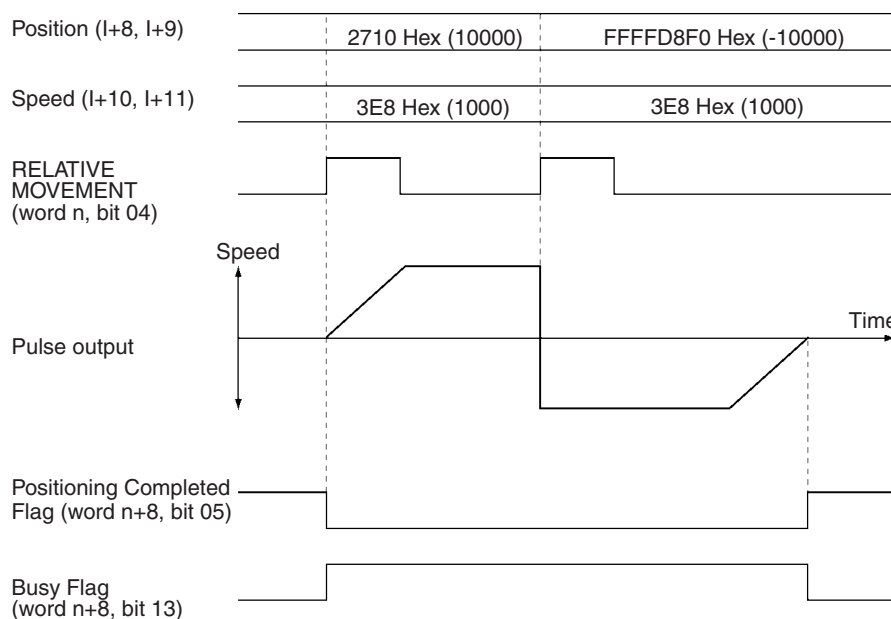 Position (l+8, l+9)
2710 Hex (10000)
FFFFD8F0 Hex (-10000)
Speed (l+10, l+11)
3E8 Hex (1000)
3E8 Hex (1000)
RELATIVE
MOVEMENT
(word n, bit 04)
Speed
Time
Pulse output
Positioning Completed
Flag (word n+8, bit 05)
Busy Flag
(word n+8, bit 13)